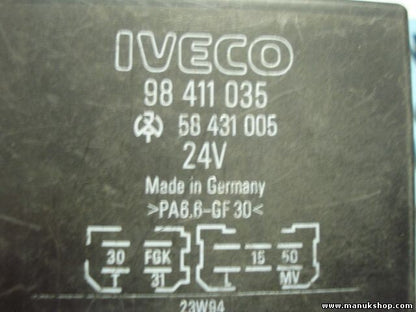 IVECO
98 411 035
58 431 005
24V
Made in Germany
>PA6.6-GF30<
30 FGK 15 50
31 MV
23W94
www.manukshop.com